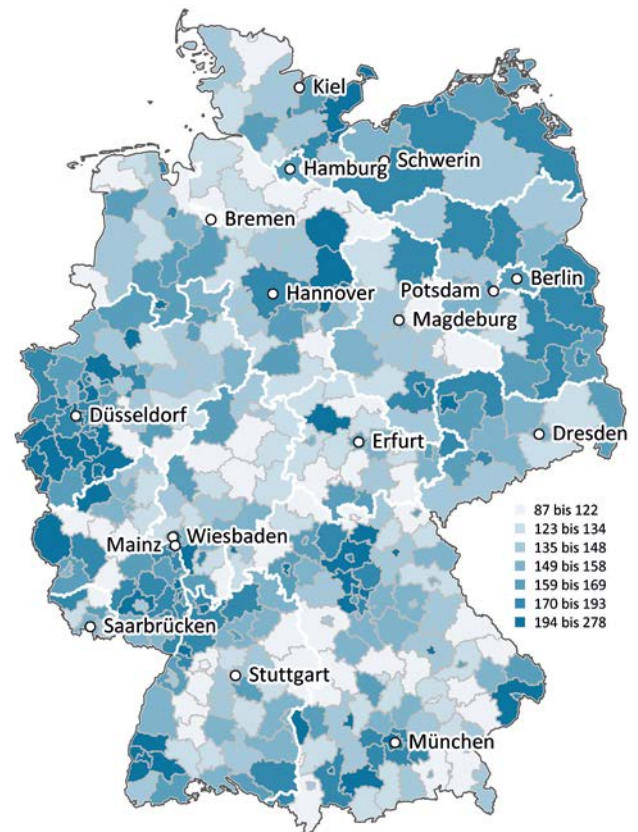 Kiel
Hamburg
Schwerin
Bremen
Berlin
Hannover
Potsdam
Magdeburg
Düsseldorf
Erfurt
Dresden
87 bis 122
123 bis 134
135 bis 148
149 bis 158
159 bis 169
170 bis 193
194 bis 278
Wiesbaden
Mainz
Saarbrücken
Stuttgart
München